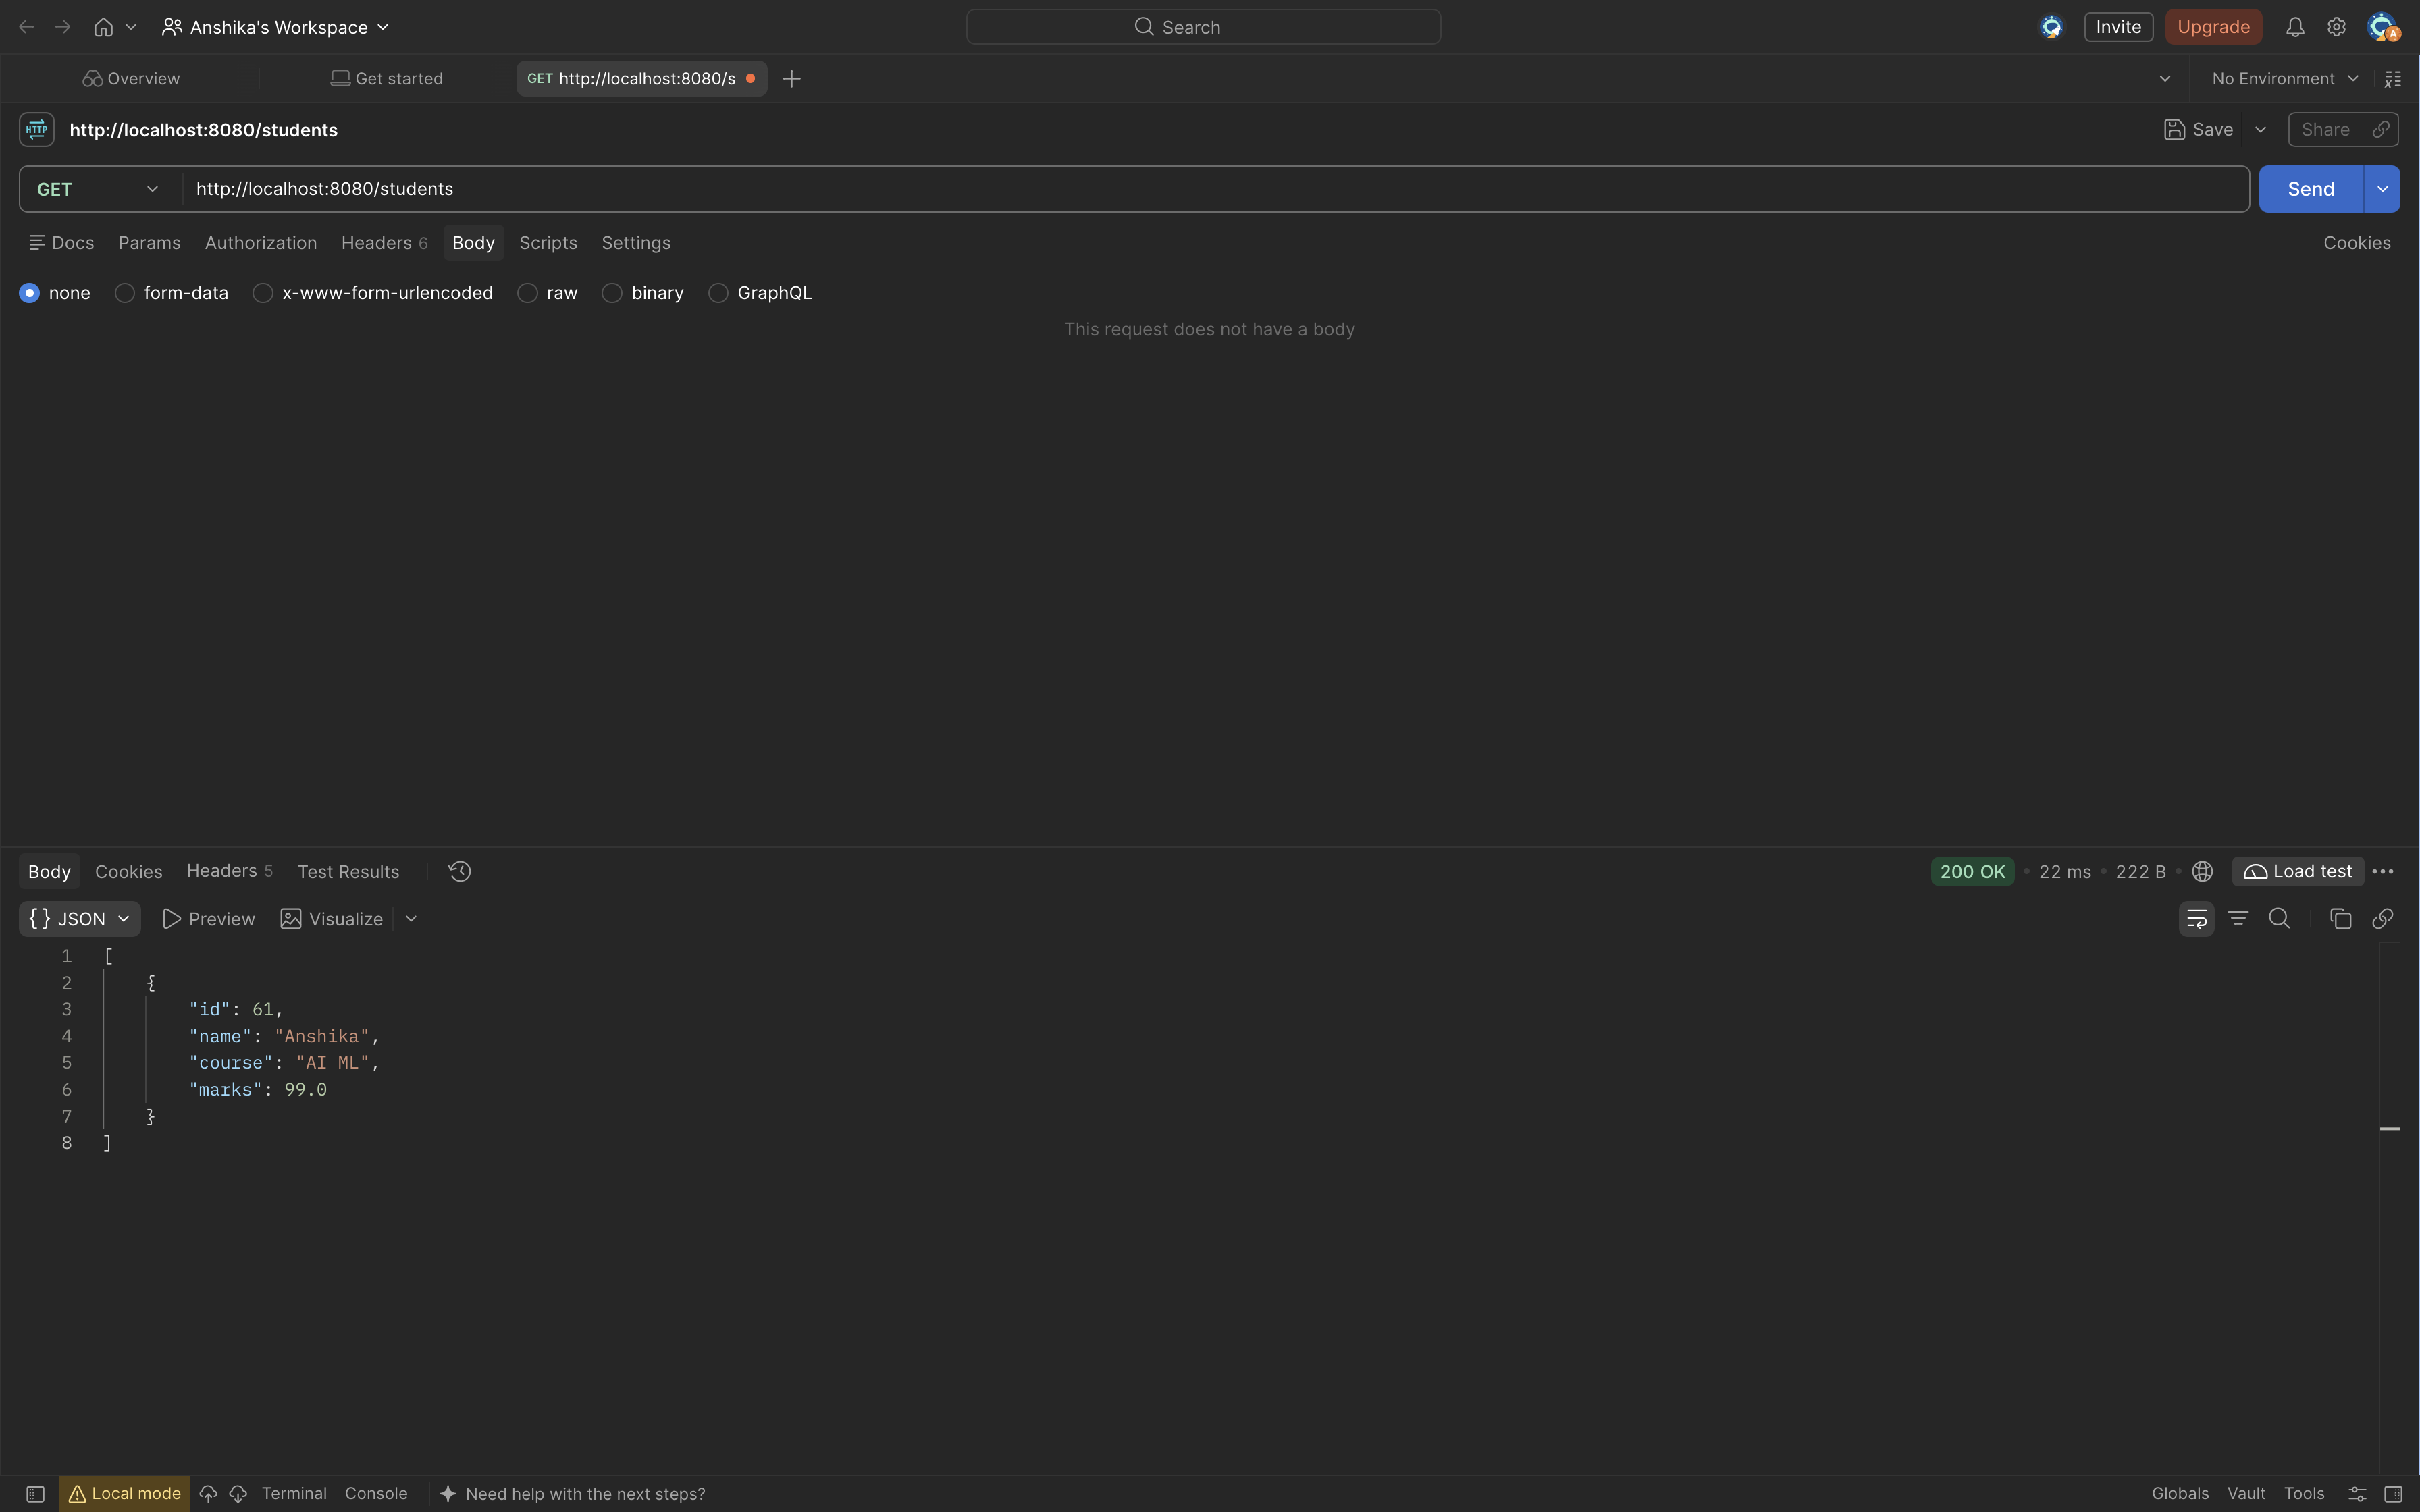 Anshika's Workspace
Search
Invite
Upgrade
Overview
Get started
GET http://localhost:8080/s
No Environment
HTTP
http://localhost:8080/students
Save
Share
GET
http://localhost:8080/students
Send
Docs
Params
Authorization
Headers 6
Body
Scripts
Settings
Cookies
none
form-data
x-www-form-urlencoded
raw
binary
GraphQL
This request does not have a body
Body
Cookies
Headers 5
Test Results
200 OK • 22 ms • 222 B •
Load test
{} JSON
Preview
Visualize
1 [
2 {
3 "id": 61,
4 "name": "Anshika",
5 "course": "AI ML",
6 "marks": 99.0
7 }
8 ]
Local mode
Terminal
Console
Need help with the next steps?
Globals
Vault
Tools